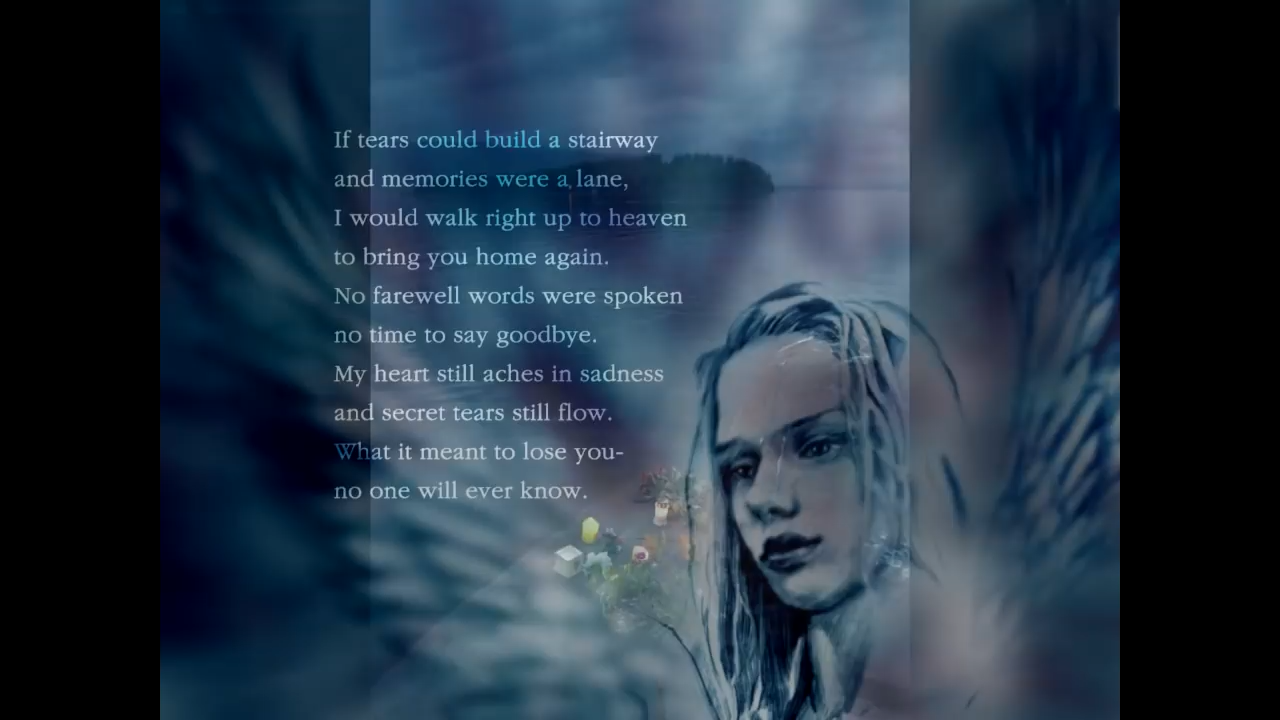 If tears could build a stairway
and memories were a lane,
I would walk right up to heaven
to bring you home again.
No farewell words were spoken
no time to say goodbye.
My heart still aches in sadness
and secret tears still flow.
What it meant to lose you-
no one will ever know.